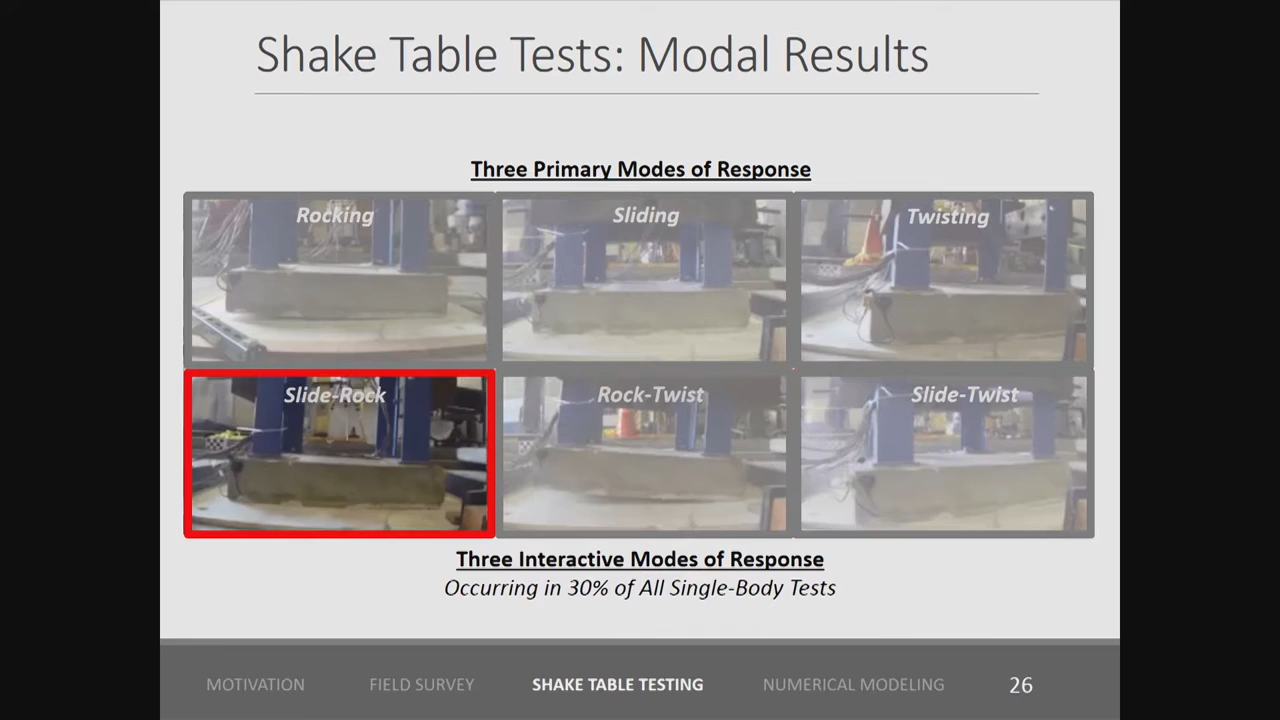 Shake Table Tests: Modal Results
Three Primary Modes of Response
Rocking
Sliding
Twisting
Slide-Rock
Rock-Twist
Slide-Twist
Three Interactive Modes of Response
Occurring in 30% of All Single-Body Tests
MOTIVATION FIELD SURVEY SHAKE TABLE TESTING NUMERICAL MODELING 26